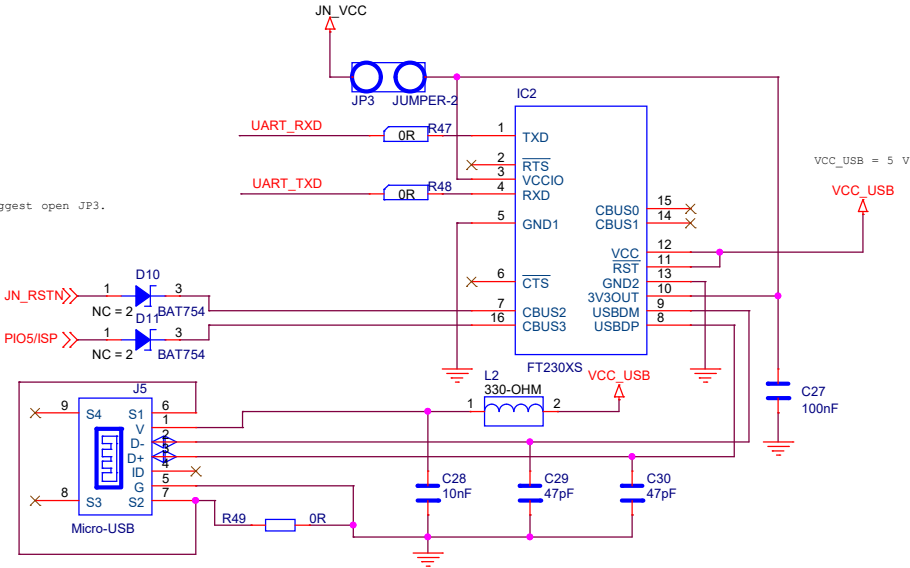 JN_VCC
JP3 JUMPER-2
IC2
UART_RXD
R47
0R
1 TXD
2 RTS
3 VCCIO
UART_TXD
R48
0R
4 RXD
5 GND1
6 CTS
7 CBUS2
16 CBUS3
CBUS0 15
CBUS1 14
VCC 12
RST 11
GND2 13
3V3OUT 10
USBDM 9
USBDP 8
FT230XS
VCC_USB = 5 V
VCC_USB
ggest open JP3.
D10
JN_RSTN 1 3
NC = 2 BAT754
D11
PIO5/ISP 1 3
NC = 2 BAT754
C27
100nF
L2
330-OHM
1 2
VCC_USB
J5
9 S4 S1 6
V 1
D- 2
D+
ID 4
G 5
8 S3 S2 7
Micro-USB
R49 0R
C28
10nF
C29
47pF
C30
47pF